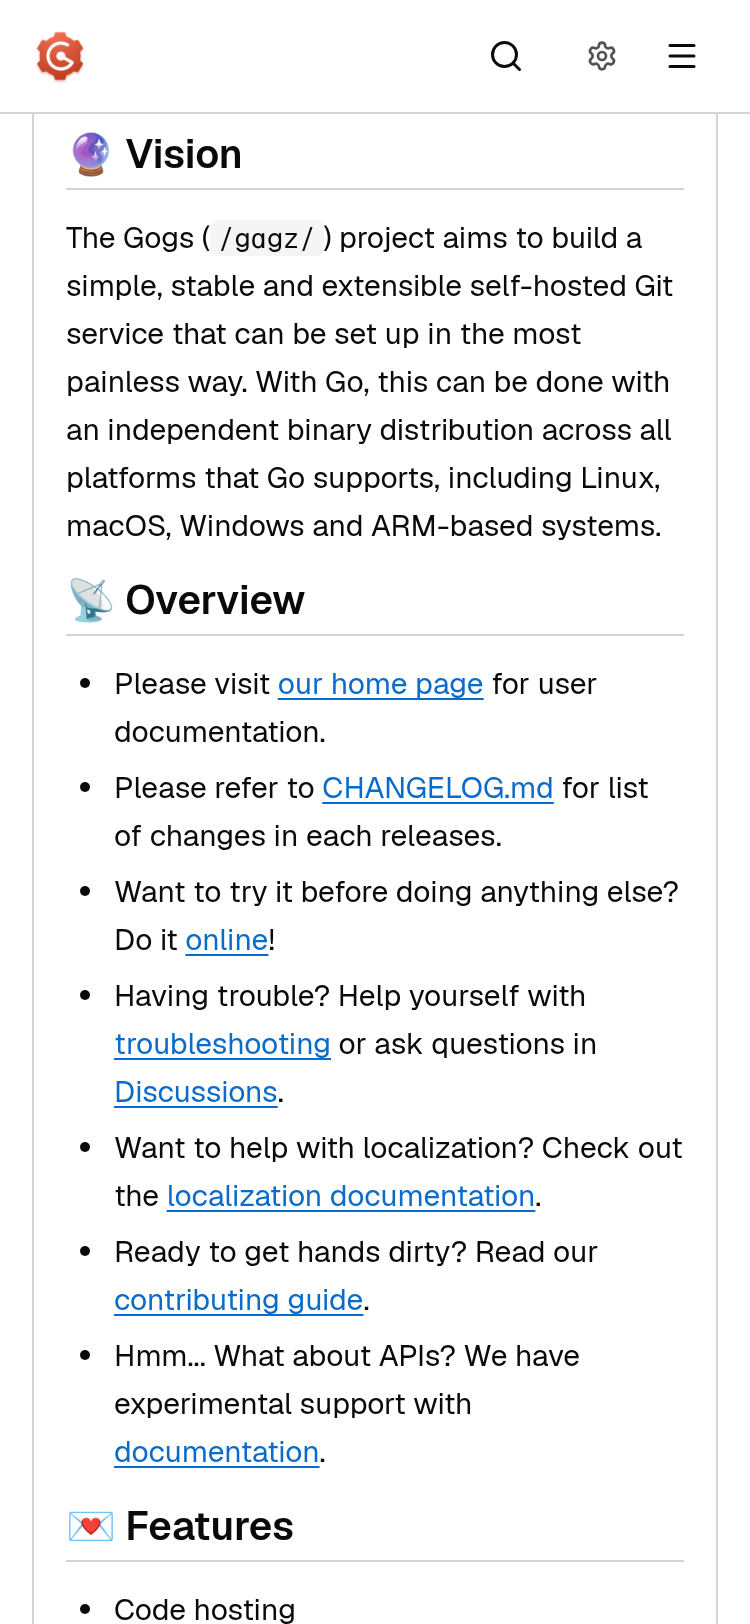 Vision
The Gogs ( /gɑgz/ ) project aims to build a
simple, stable and extensible self-hosted Git
service that can be set up in the most
painless way. With Go, this can be done with
an independent binary distribution across all
platforms that Go supports, including Linux,
macOS, Windows and ARM-based systems.
Overview
Please visit our home page for user
documentation.
Please refer to CHANGELOG.md for list
of changes in each releases.
Want to try it before doing anything else?
Do it online!
Having trouble? Help yourself with
troubleshooting or ask questions in
Discussions.
Want to help with localization? Check out
the localization documentation.
Ready to get hands dirty? Read our
contributing guide.
Hmm... What about APIs? We have
experimental support with
documentation.
Features
Code hosting